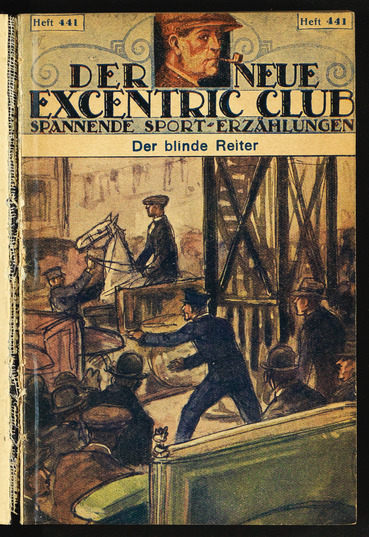 Heft 441
Heft 441
DER NEUE
EXCENTRIC CLUB
SPANNENDE SPORT-ERZÄHLUNGEN
Der blinde Reiter